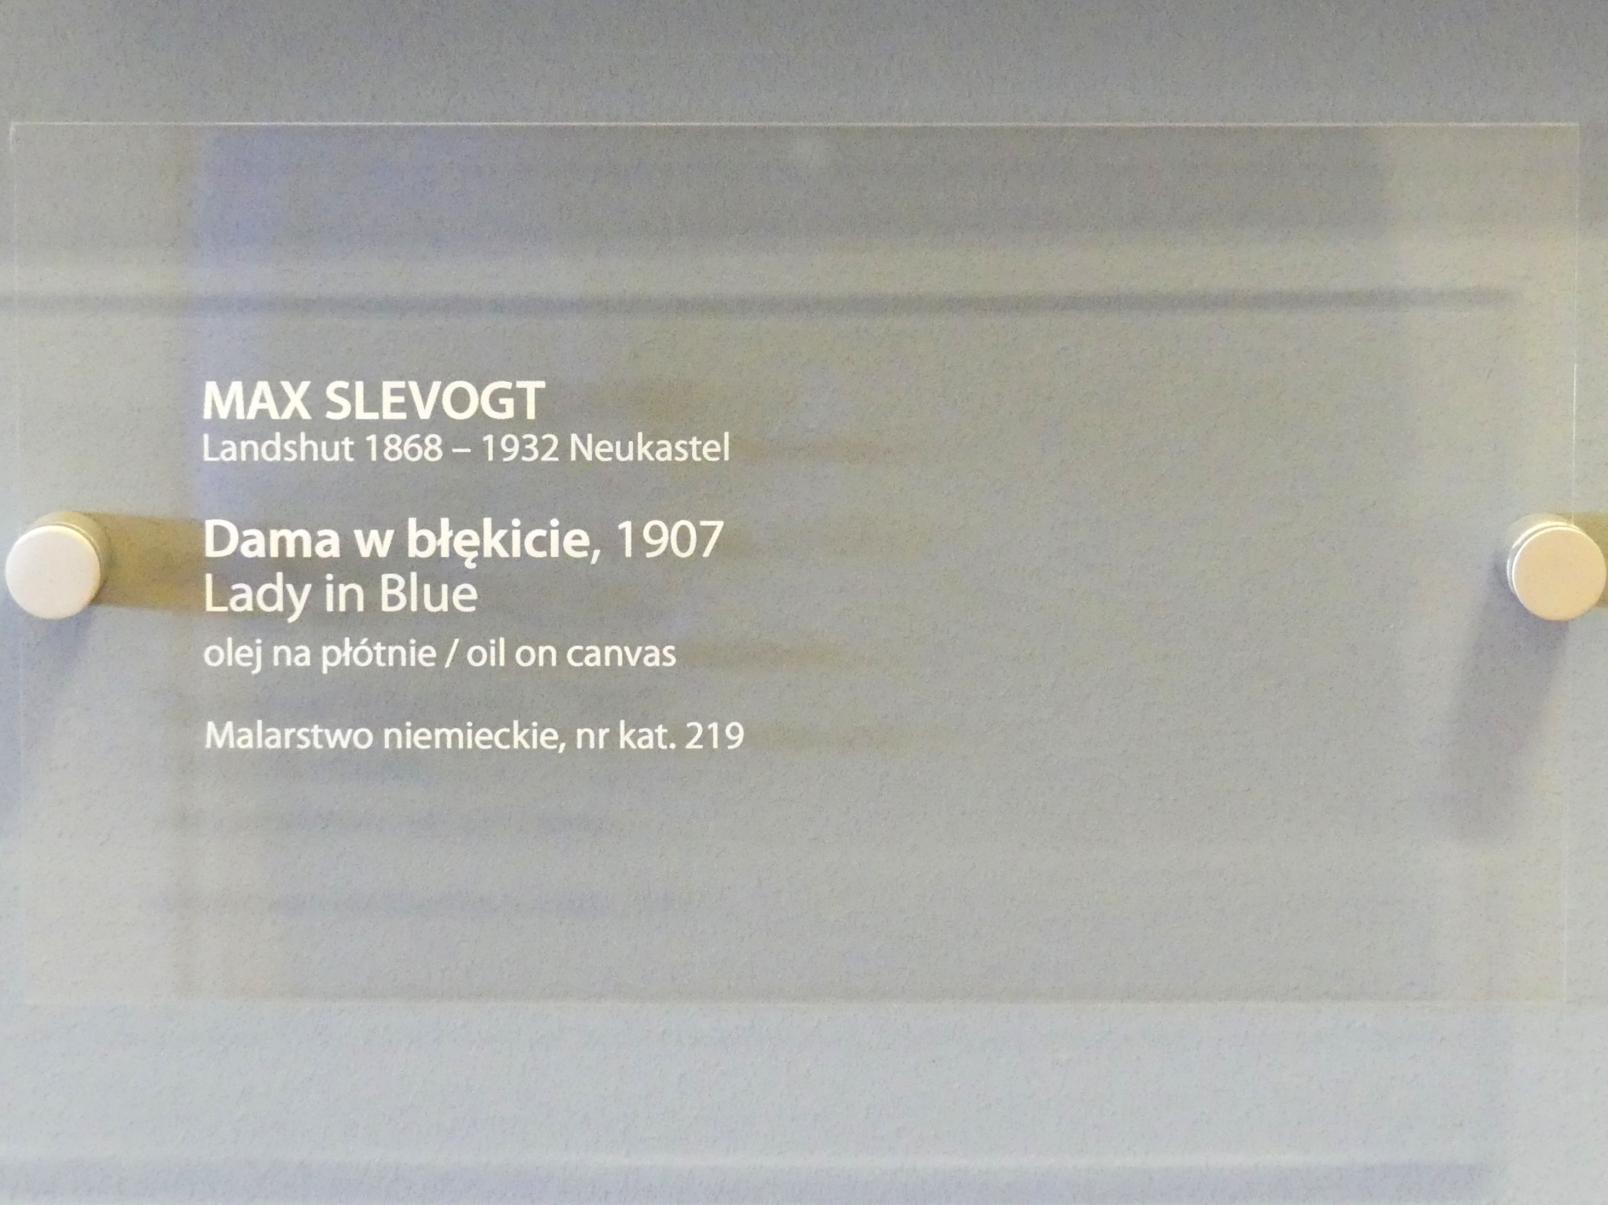 MAX SLEVOGT
Landshut 1868 – 1932 Neukastel
Dama w błękicie, 1907
Lady in Blue
olej na płótnie / oil on canvas
Malarstwo niemieckie, nr kat. 219